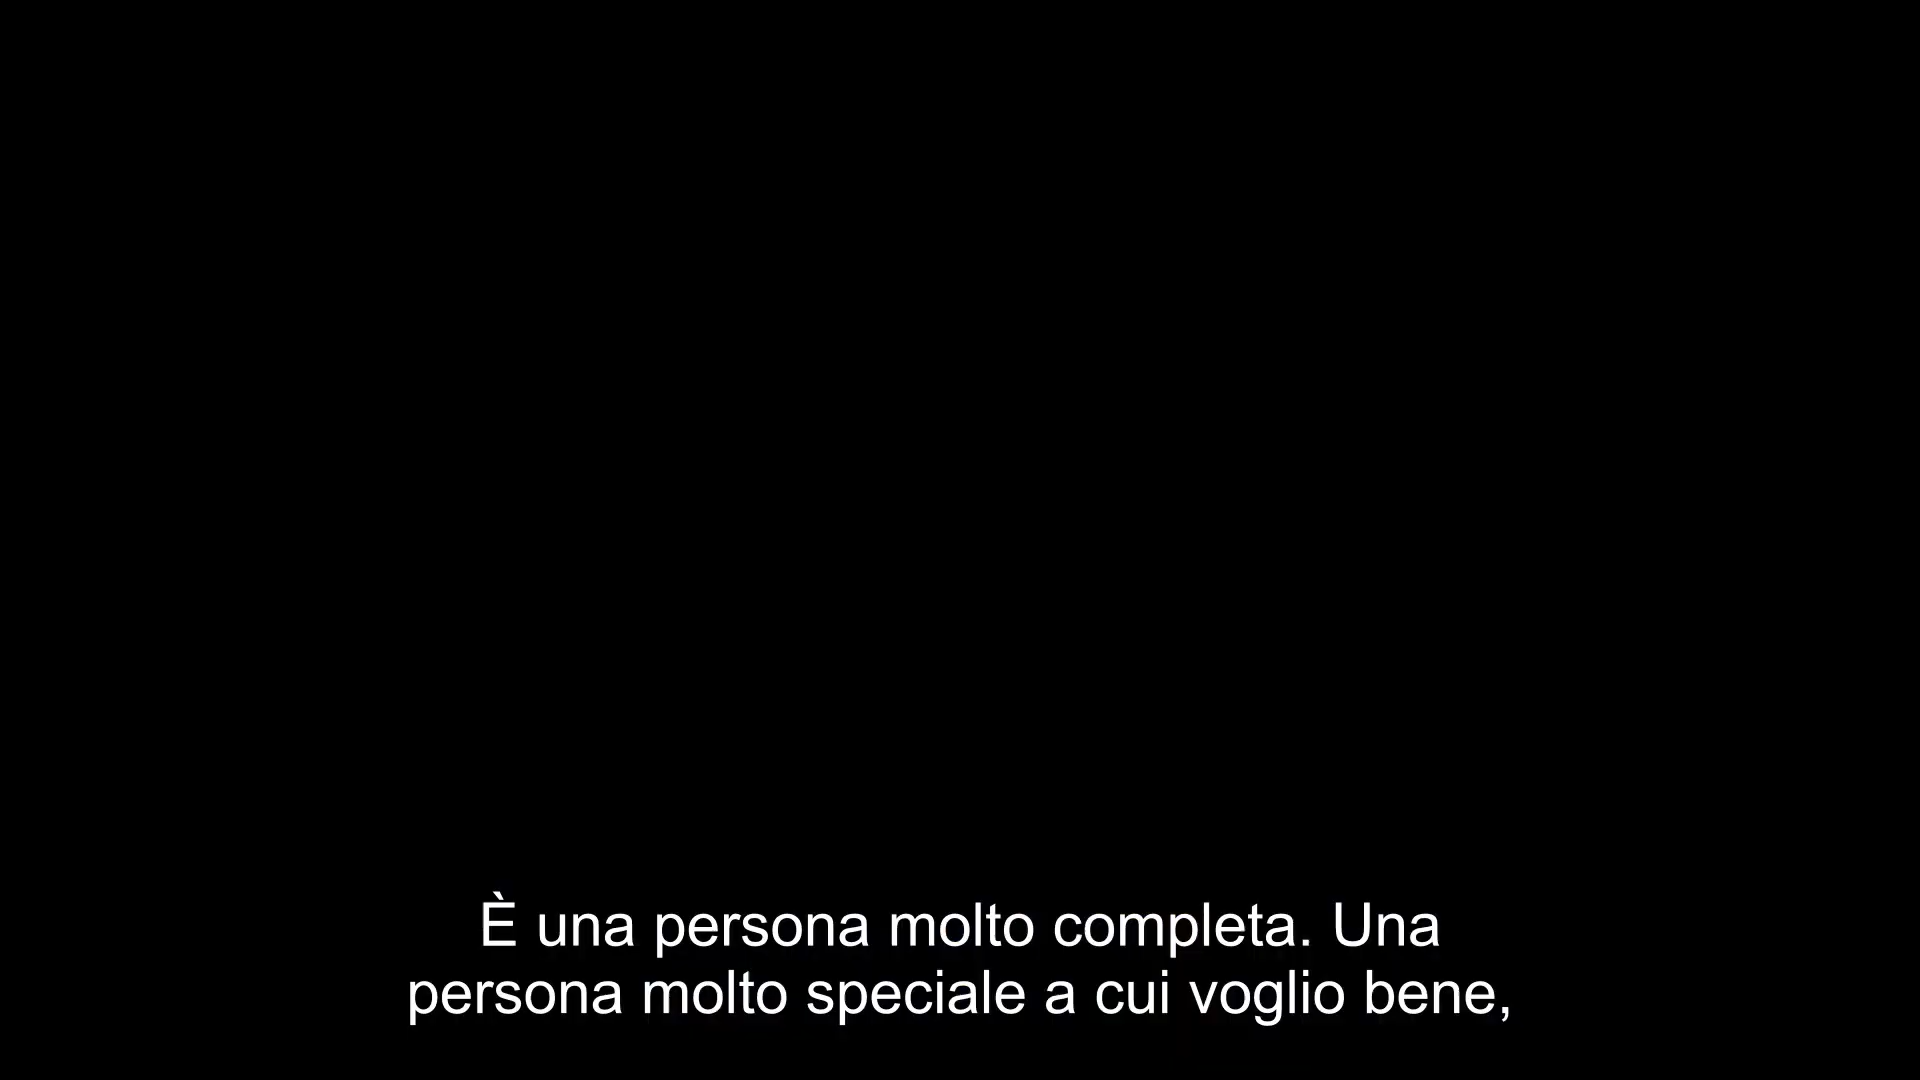 È una persona molto completa. Una
persona molto speciale a cui voglio bene,